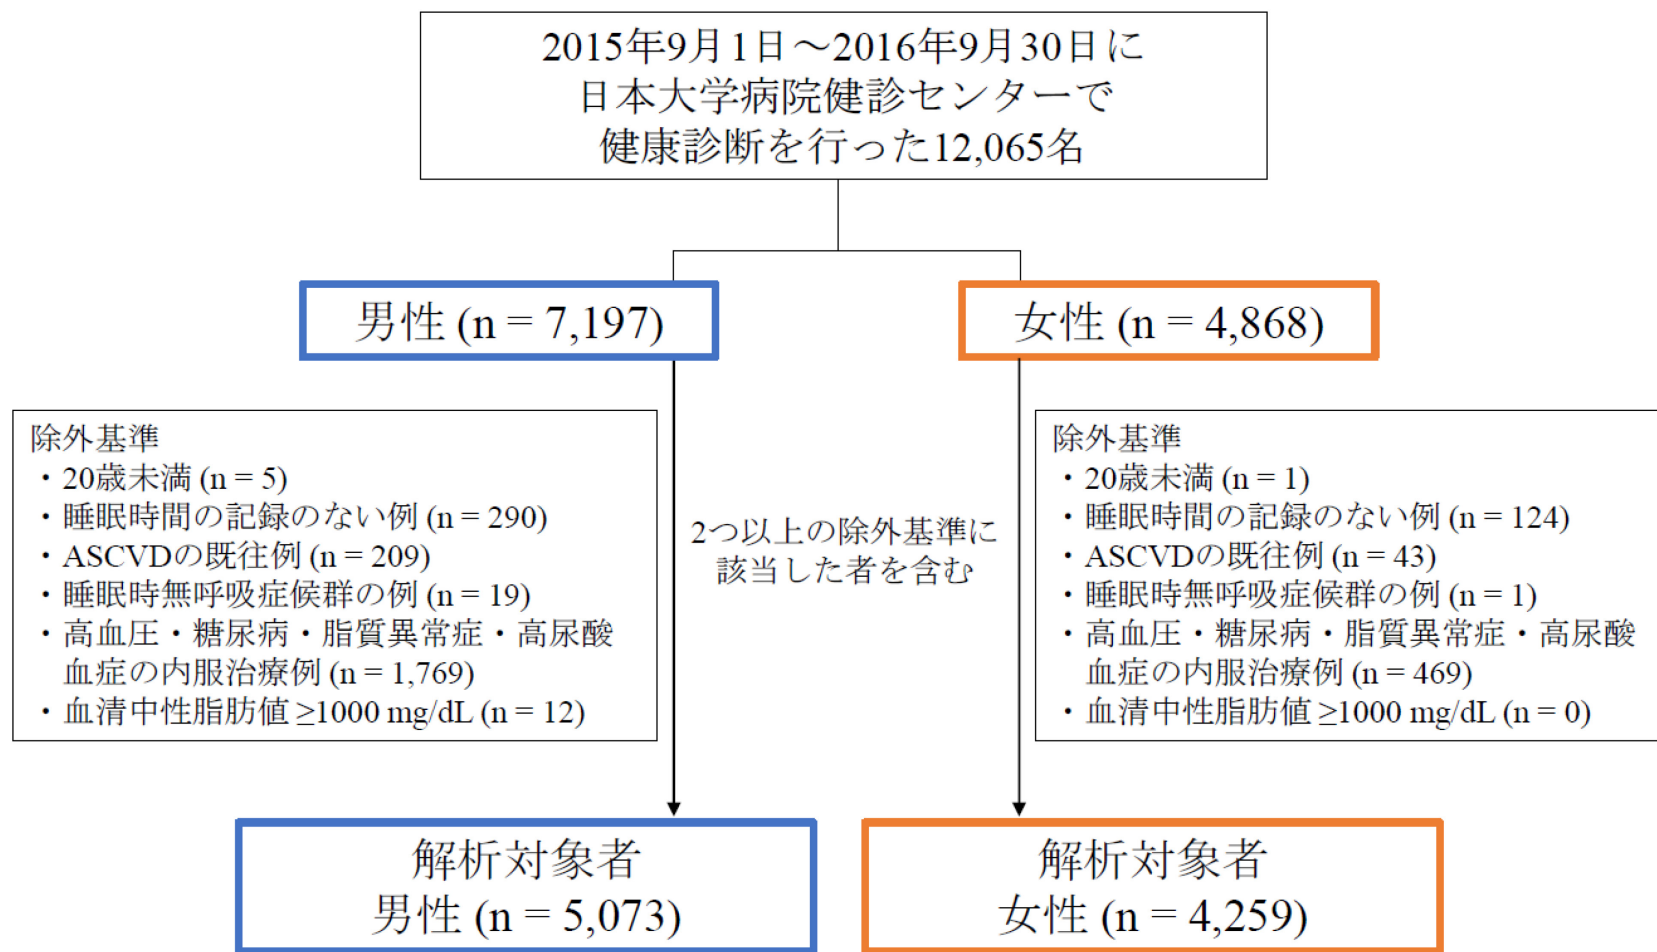 2015年9月1日～2016年9月30日に
日本大学病院健診センターで
健康診断を行った12,065名
男性 (n = 7,197)
女性 (n = 4,868)
除外基準
・20歳未満 (n = 5)
・睡眠時間の記録のない例 (n = 290)
・ASCVDの既往例 (n = 209)
・睡眠時無呼吸症候群の例 (n = 19)
・高血圧・糖尿病・脂質異常症・高尿酸
血症の内服治療例 (n = 1,769)
・血清中性脂肪値 ≥1000 mg/dL (n = 12)
2つ以上の除外基準に
該当した者を含む
除外基準
・20歳未満 (n = 1)
・睡眠時間の記録のない例 (n = 124)
・ASCVDの既往例 (n = 43)
・睡眠時無呼吸症候群の例 (n = 1)
・高血圧・糖尿病・脂質異常症・高尿酸
血症の内服治療例 (n = 469)
・血清中性脂肪値 ≥1000 mg/dL (n = 0)
解析対象者
男性 (n = 5,073)
解析対象者
女性 (n = 4,259)